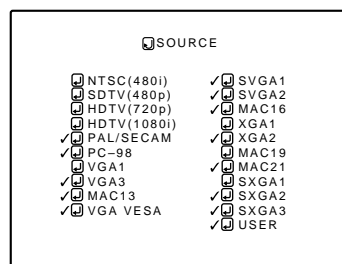 SOURCE
NTSC(480i)
SDTV(480p)
HDTV(720p)
HDTV(1080i)
PAL/SECAM
PC–98
VGA1
VGA3
MAC13
VGA VESA
SVGA1
SVGA2
MAC16
XGA1
XGA2
MAC19
MAC21
SXGA1
SXGA2
SXGA3
USER